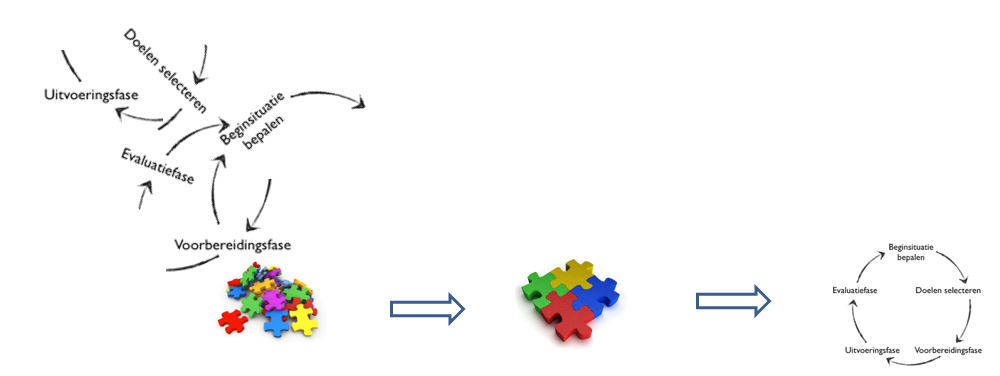 Doelen selecteren
Uitvoeringsfase
Beginsituatie
bepalen
Evaluatiefase
Voorbereidingsfase
Beginsituatie
bepalen
Evaluatiefase
Doelen selecteren
Uitvoeringsfase
Voorbereidingsfase